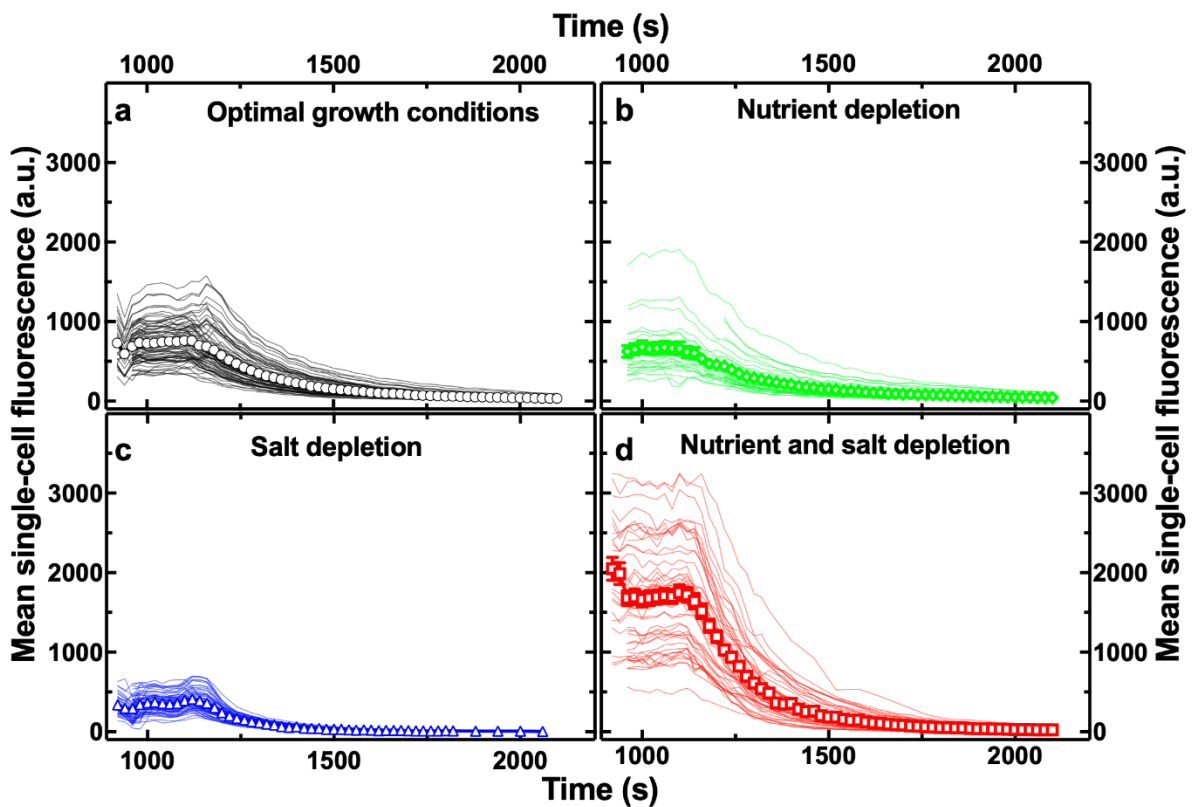 Time (s)
1000 1500 2000 1000 1500 2000
a Optimal growth conditions
b Nutrient depletion
3000 3000
2000 2000
1000 1000
0 0
c Salt depletion
d Nutrient and salt depletion
3000 3000
2000 2000
1000 1000
0 0
1000 1500 2000 1000 1500 2000
Time (s)
Mean single-cell fluorescence (a.u.)
Mean single-cell fluorescence (a.u.)